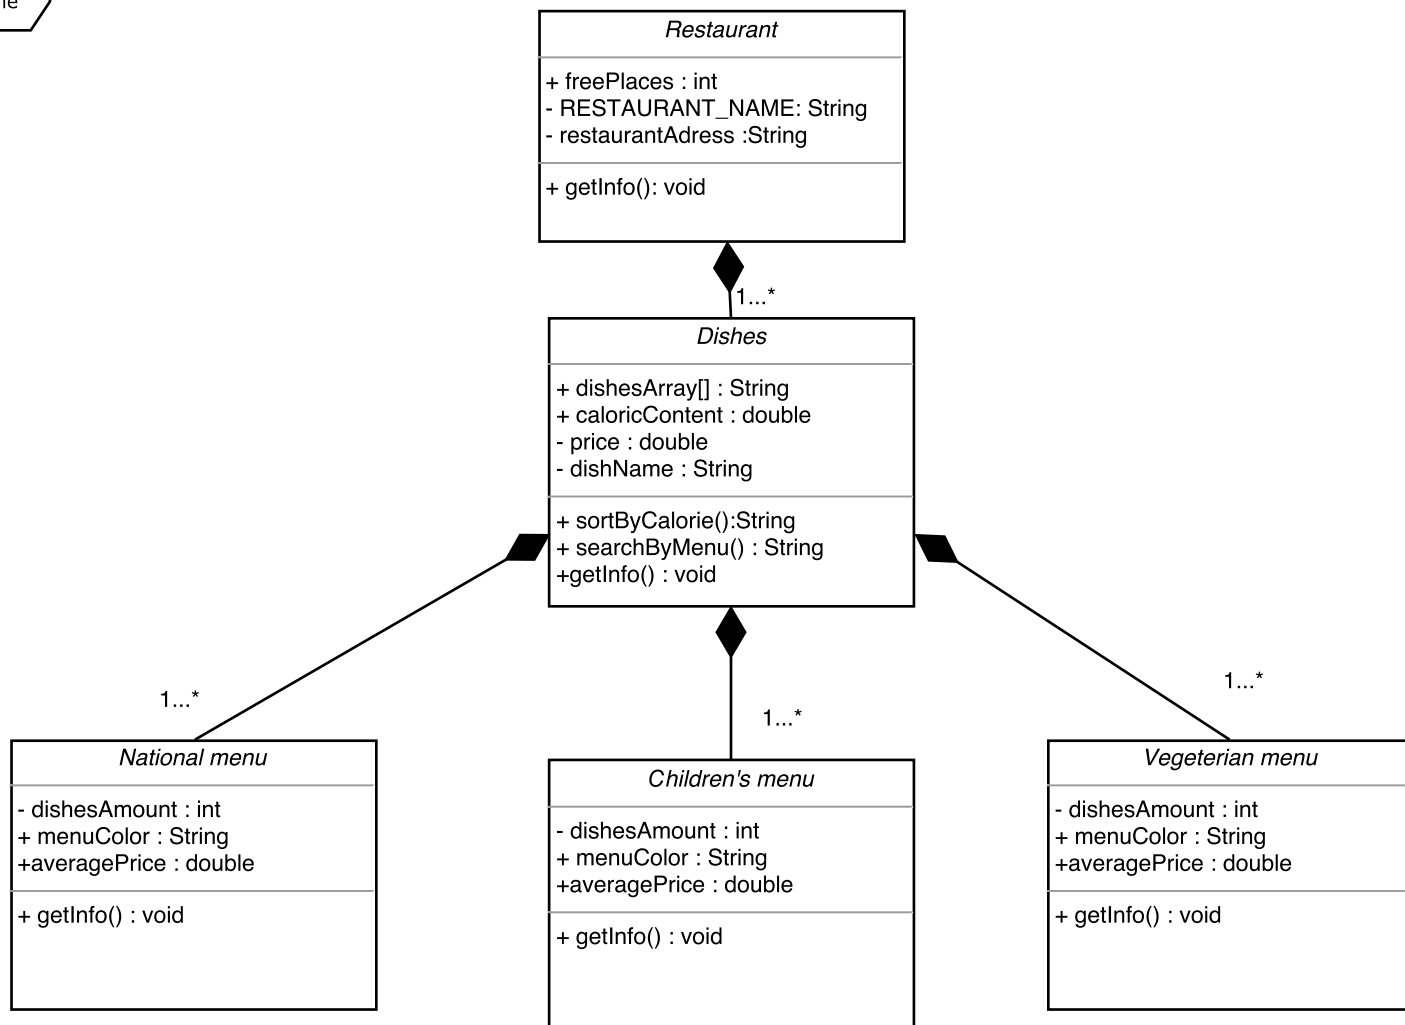 Restaurant
+ freePlaces : int
- RESTAURANT_NAME: String
- restaurantAdress :String
+ getInfo(): void
1...*
Dishes
+ dishesArray[] : String
+ caloricContent : double
- price : double
- dishName : String
+ sortByCalorie():String
+ searchByMenu() : String
+getInfo() : void
1...*
1...*
1...*
National menu
- dishesAmount : int
+ menuColor : String
+averagePrice : double
+ getInfo() : void
Children's menu
- dishesAmount : int
+ menuColor : String
+averagePrice : double
+ getInfo() : void
Vegeterian menu
- dishesAmount : int
+ menuColor : String
+averagePrice : double
+ getInfo() : void